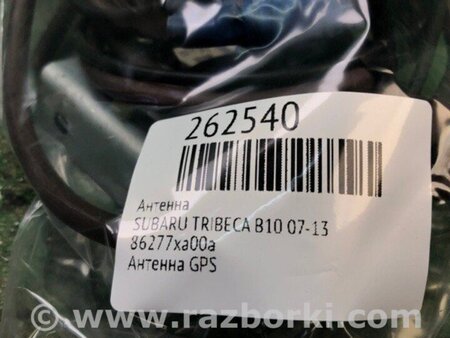 262540
Антенна
SUBARU TRIBECA B10 07-13
86277xa00a
Антенна GPS
www.razborki.com